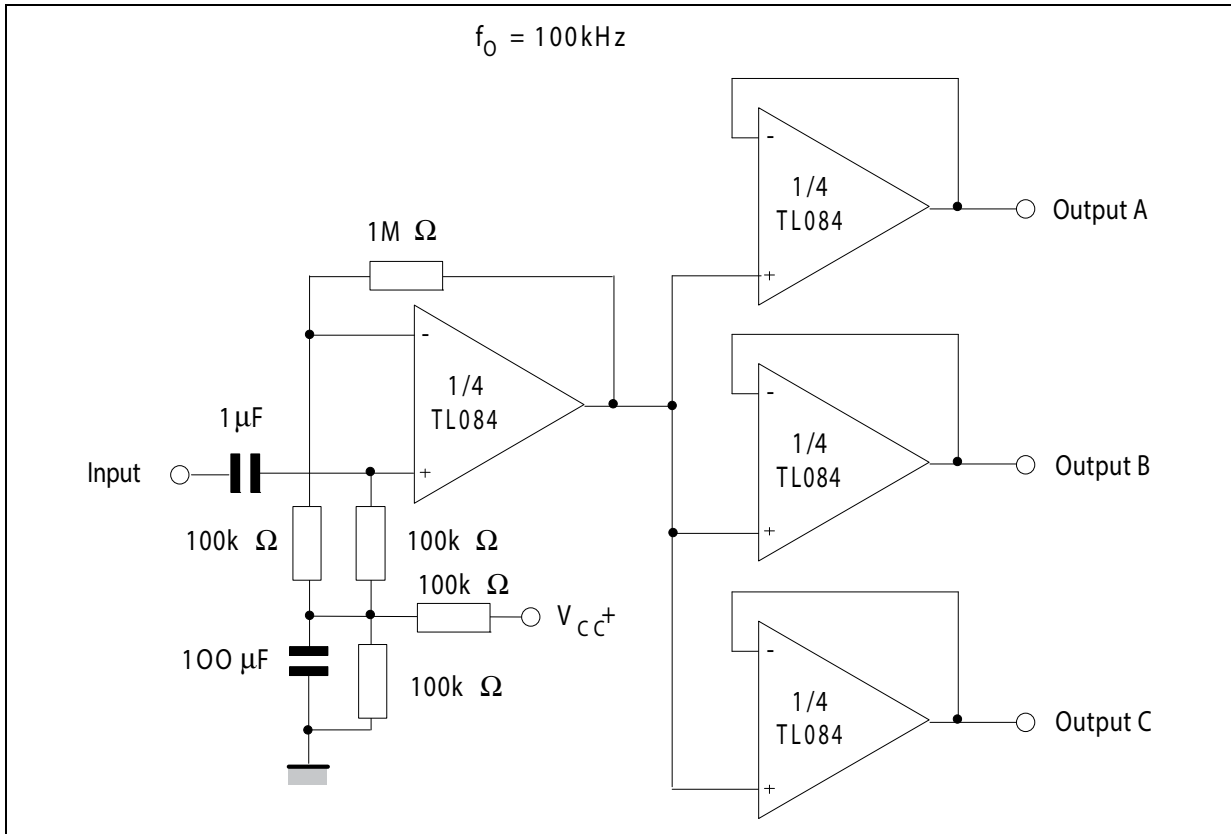 fO = 100kHz
-
1/4
TL084
+
Output A
1M Ω
-
1/4
TL084
+
1μF
Input
-
1/4
TL084
+
Output B
100k Ω
100k Ω
100k Ω
VCC+
100 μF
100k Ω
-
1/4
TL084
+
Output C